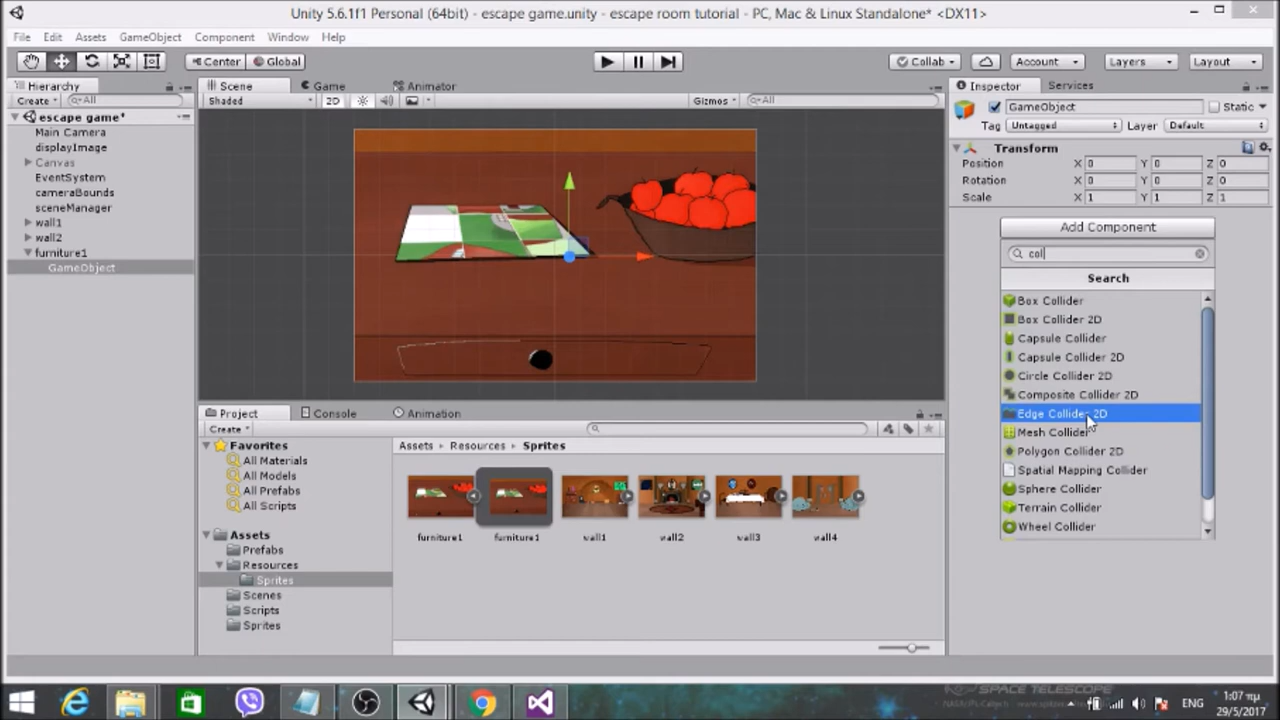 Unity 5.6.1f1 Personal (64bit) - escape game.unity - escape room tutorial - PC, Mac & Linux Standalone* <DX11>
File Edit Assets GameObject Component Window Help
Center Global Collab Account Layers Layout
Hierarchy Scene Game Animator Inspector Services
Create All Shaded 2D Gizmos All GameObject Static
escape game* Tag Untagged Layer Default
Main Camera
displayImage Transform
Canvas Position X 0 Y 0 Z 0
EventSystem Rotation X 0 Y 0 Z 0
cameraBounds Scale X 1 Y 1 Z 1
sceneManager
wall1 Add Component
wall2
furniture1 col
GameObject Search
Box Collider
Box Collider 2D
Capsule Collider
Capsule Collider 2D
Circle Collider 2D
Composite Collider 2D
Edge Collider 2D
Mesh Collider
Polygon Collider 2D
Spatial Mapping Collider
Sphere Collider
Terrain Collider
Wheel Collider
Project Console Animation
Create
Favorites Assets Resources Sprites
All Materials
All Models
All Prefabs
All Scripts
furniture1 furniture1 wall1 wall2 wall3 wall4
Assets
Prefabs
Resources
Sprites
Scenes
Scripts
Sprites
SPACE TELESCOPE
ΕΝG 1:07 πμ
29/5/2017